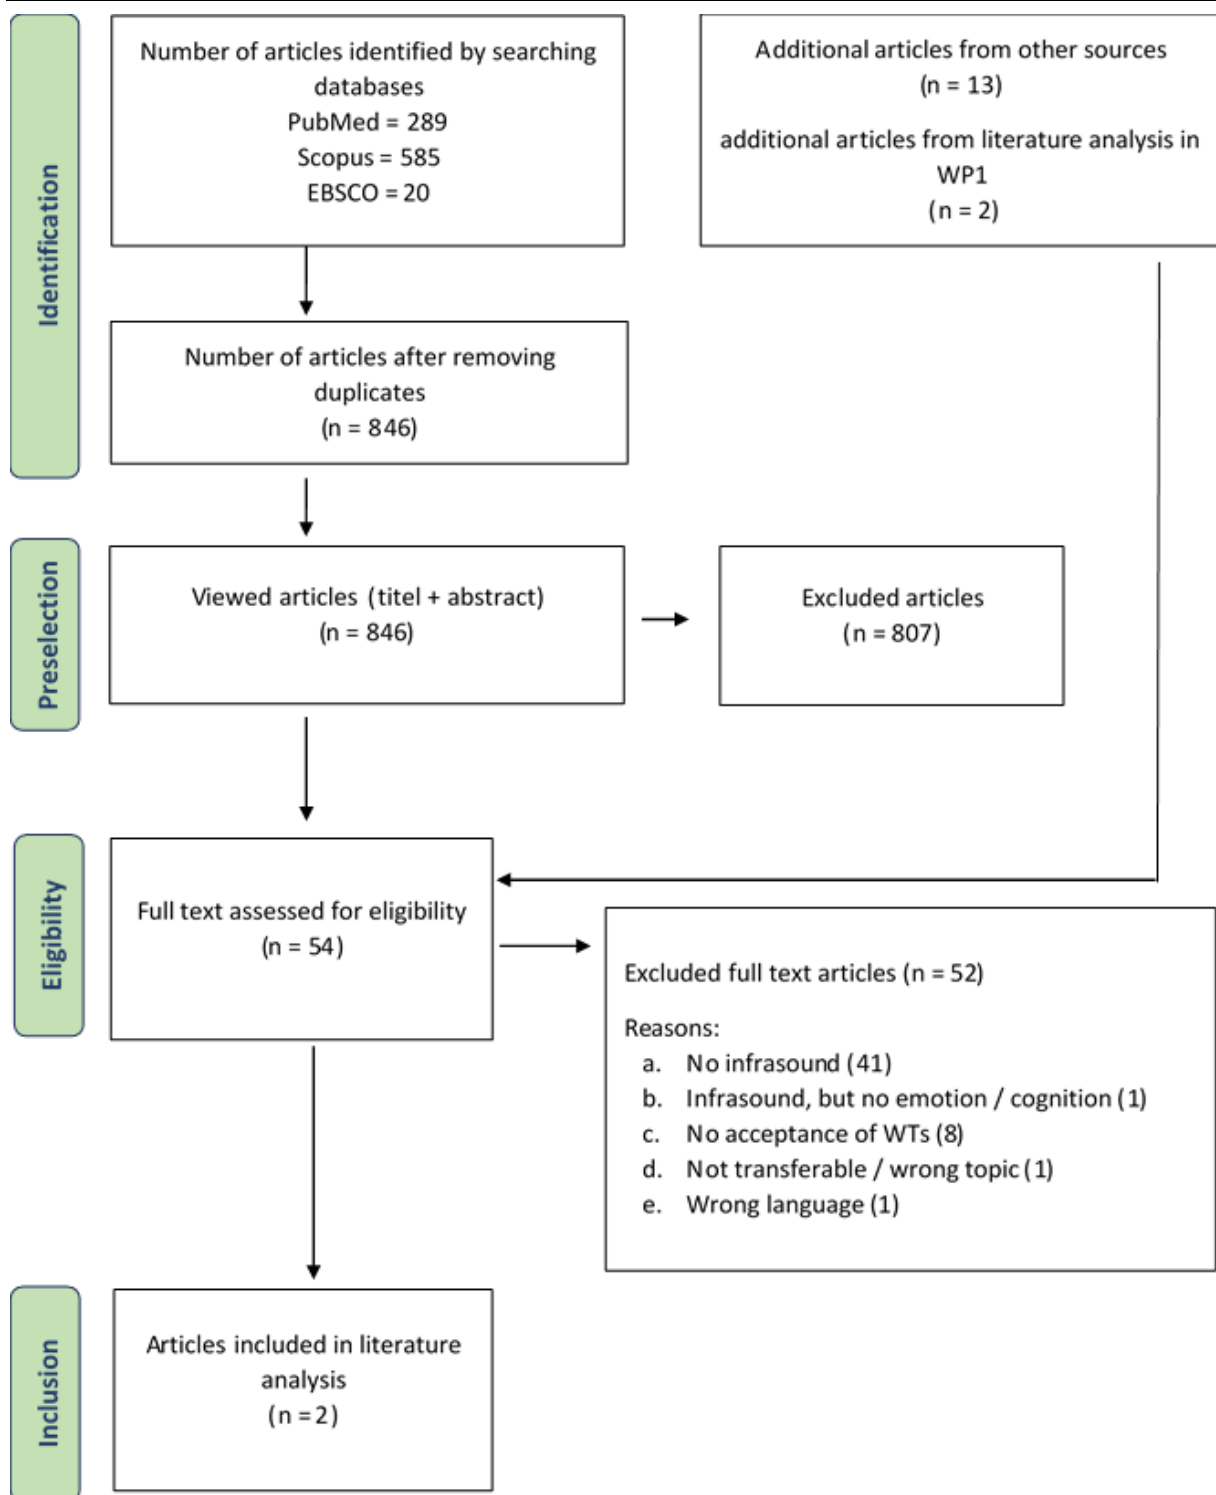 Identification
Number of articles identified by searching
databases
PubMed = 289
Scopus = 585
EBSCO = 20
Additional articles from other sources
(n = 13)
additional articles from literature analysis in
WP1
(n = 2)
Number of articles after removing
duplicates
(n = 846)
Preselection
Viewed articles (titel + abstract)
(n = 846)
Excluded articles
(n = 807)
Eligibility
Full text assessed for eligibility
(n = 54)
Excluded full text articles (n = 52)
Reasons:
a. No infrasound (41)
b. Infrasound, but no emotion / cognition (1)
c. No acceptance of WTs (8)
d. Not transferable / wrong topic (1)
e. Wrong language (1)
Inclusion
Articles included in literature
analysis
(n = 2)